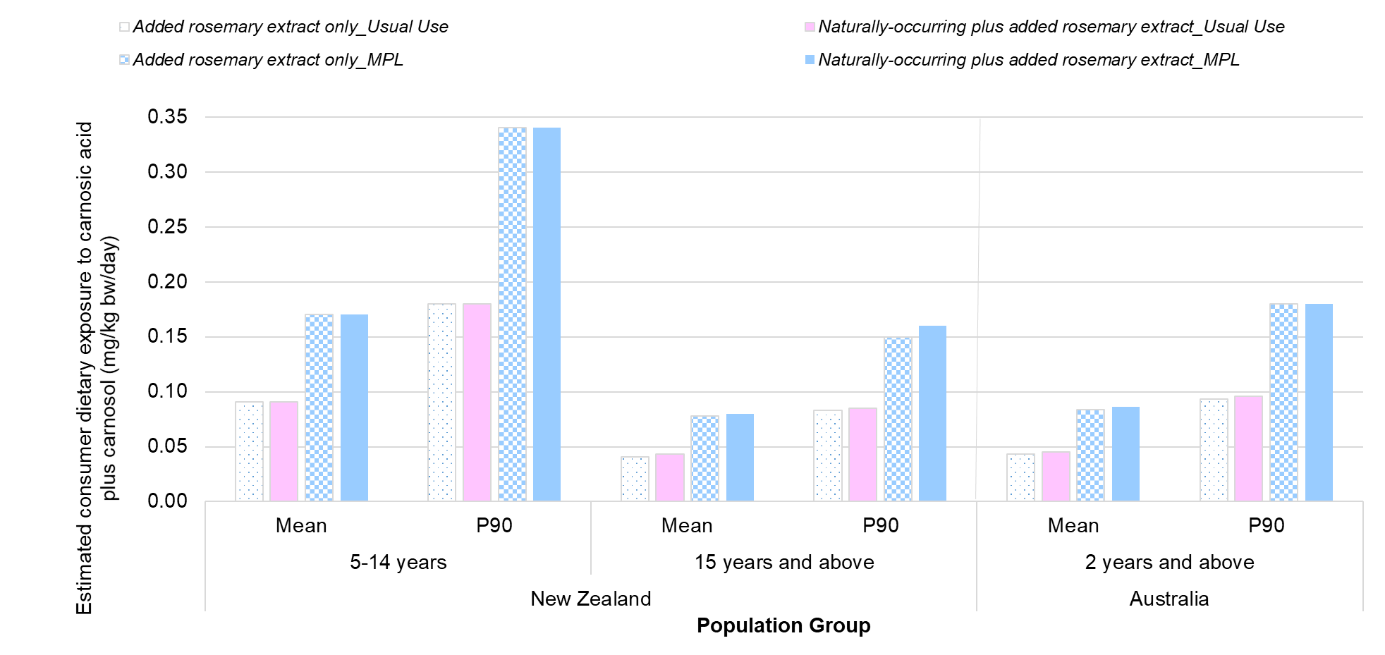 Added rosemary extract only_Usual Use
Naturally-occurring plus added rosemary extract_Usual Use
Added rosemary extract only_MPL
Naturally-occurring plus added rosemary extract_MPL
Estimated consumer dietary exposure to carnosic acid
plus carnosol (mg/kg bw/day)
0.35
0.30
0.25
0.20
0.15
0.10
0.05
0.00
Mean P90 Mean P90 Mean P90
5-14 years 15 years and above 2 years and above
New Zealand Australia
Population Group